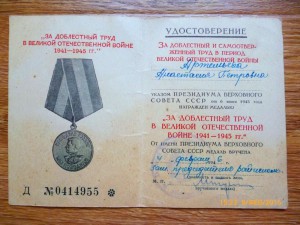 „ЗА ДОБЛЕСТНЫЙ ТРУД
В ВЕЛИКОЙ ОТЕЧЕСТВЕННОЙ ВОЙНЕ
1941—1945 гг."
Д № 0414955
УДОСТОВЕРЕНИЕ
ЗА ДОБЛЕСТНЫЙ И САМООТВЕР-
ЖЕННЫЙ ТРУД В ПЕРИОД
ВЕЛИКОЙ ОТЕЧЕСТВЕННОЙ ВОЙНЫ
Анастасия Петровна
УКАЗОМ ПРЕЗИДИУМА ВЕРХОВНОГО
СОВЕТА СССР от 6 июня 1945 года
НАГРАЖДЕН МЕДАЛЬЮ
„ЗА ДОБЛЕСТНЫЙ ТРУД
В ВЕЛИКОЙ ОТЕЧЕСТВЕННОЙ
ВОЙНЕ 1941—1945 гг."
ОТ ИМЕНИ ПРЕЗИДИУМА ВЕРХОВНОГО
СОВЕТА СССР МЕДАЛЬ ВРУЧЕНА
февраля 194 6